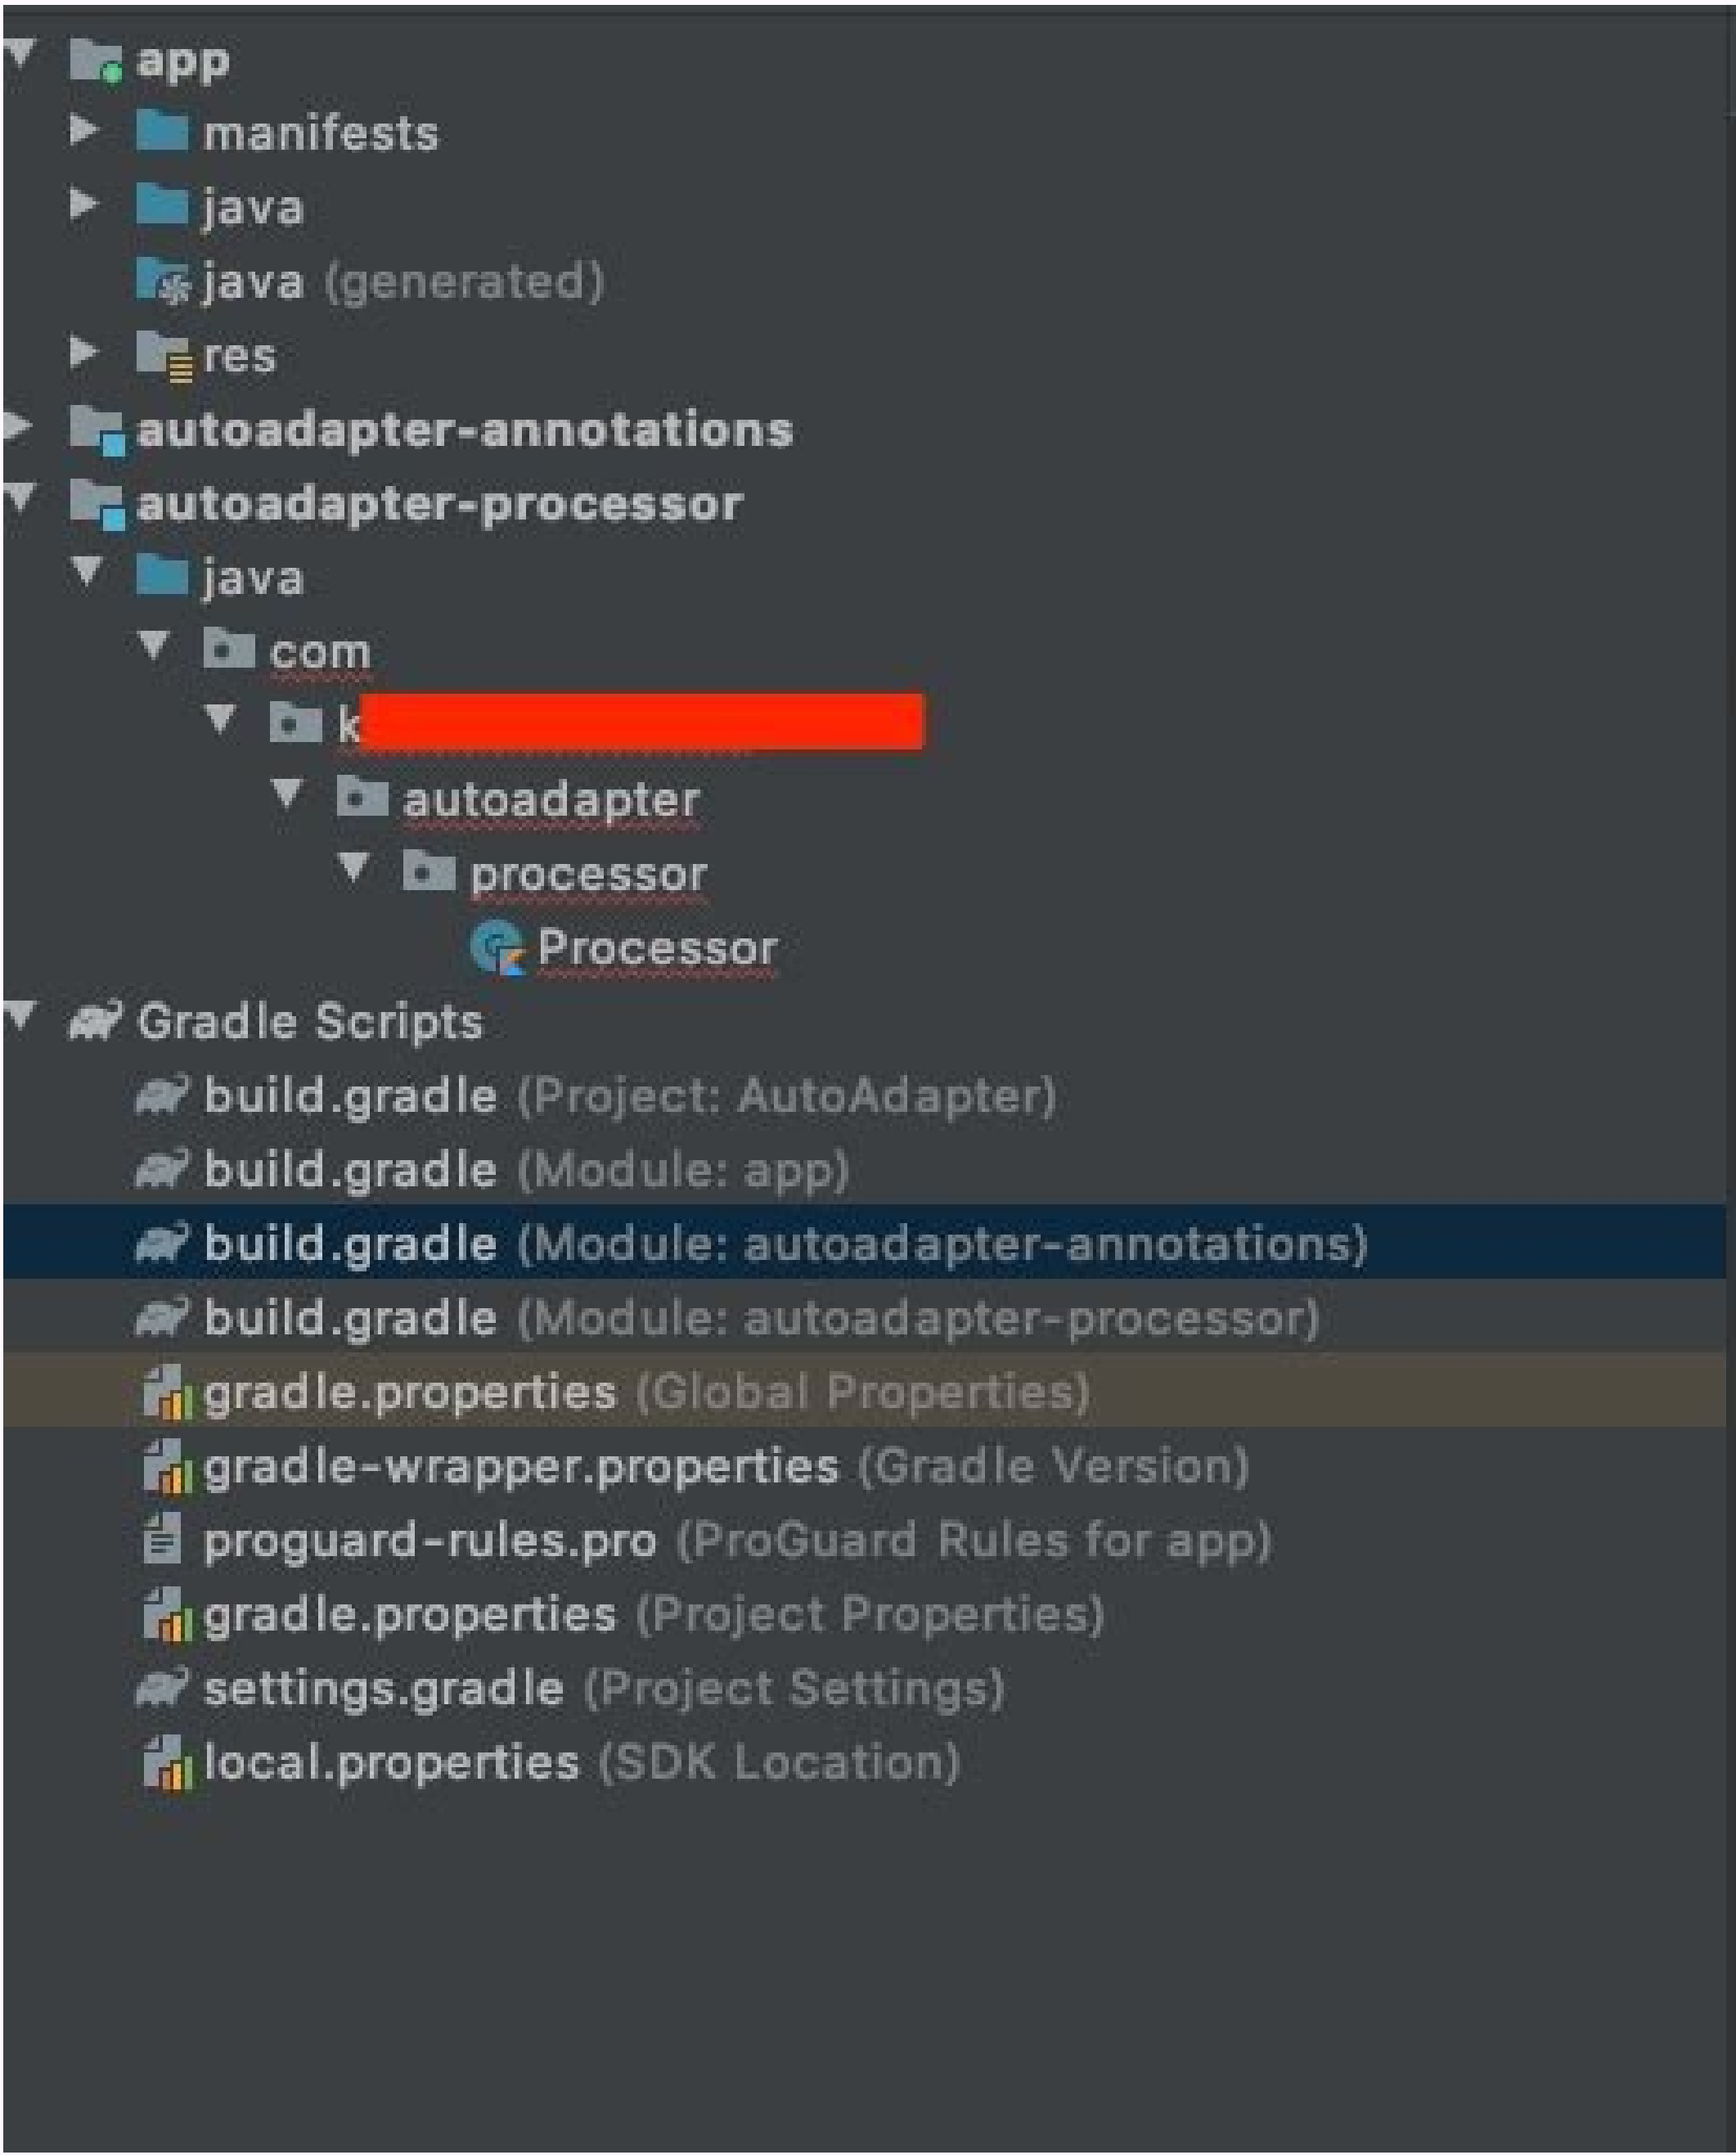 app
manifests
java
java (generated)
res
autoadapter-annotations
autoadapter-processor
java
com
k
autoadapter
processor
Processor
Gradle Scripts
build.gradle (Project: AutoAdapter)
build.gradle (Module: app)
build.gradle (Module: autoadapter-annotations)
build.gradle (Module: autoadapter-processor)
gradle.properties (Global Properties)
gradle-wrapper.properties (Gradle Version)
proguard-rules.pro (ProGuard Rules for app)
gradle.properties (Project Properties)
settings.gradle (Project Settings)
local.properties (SDK Location)